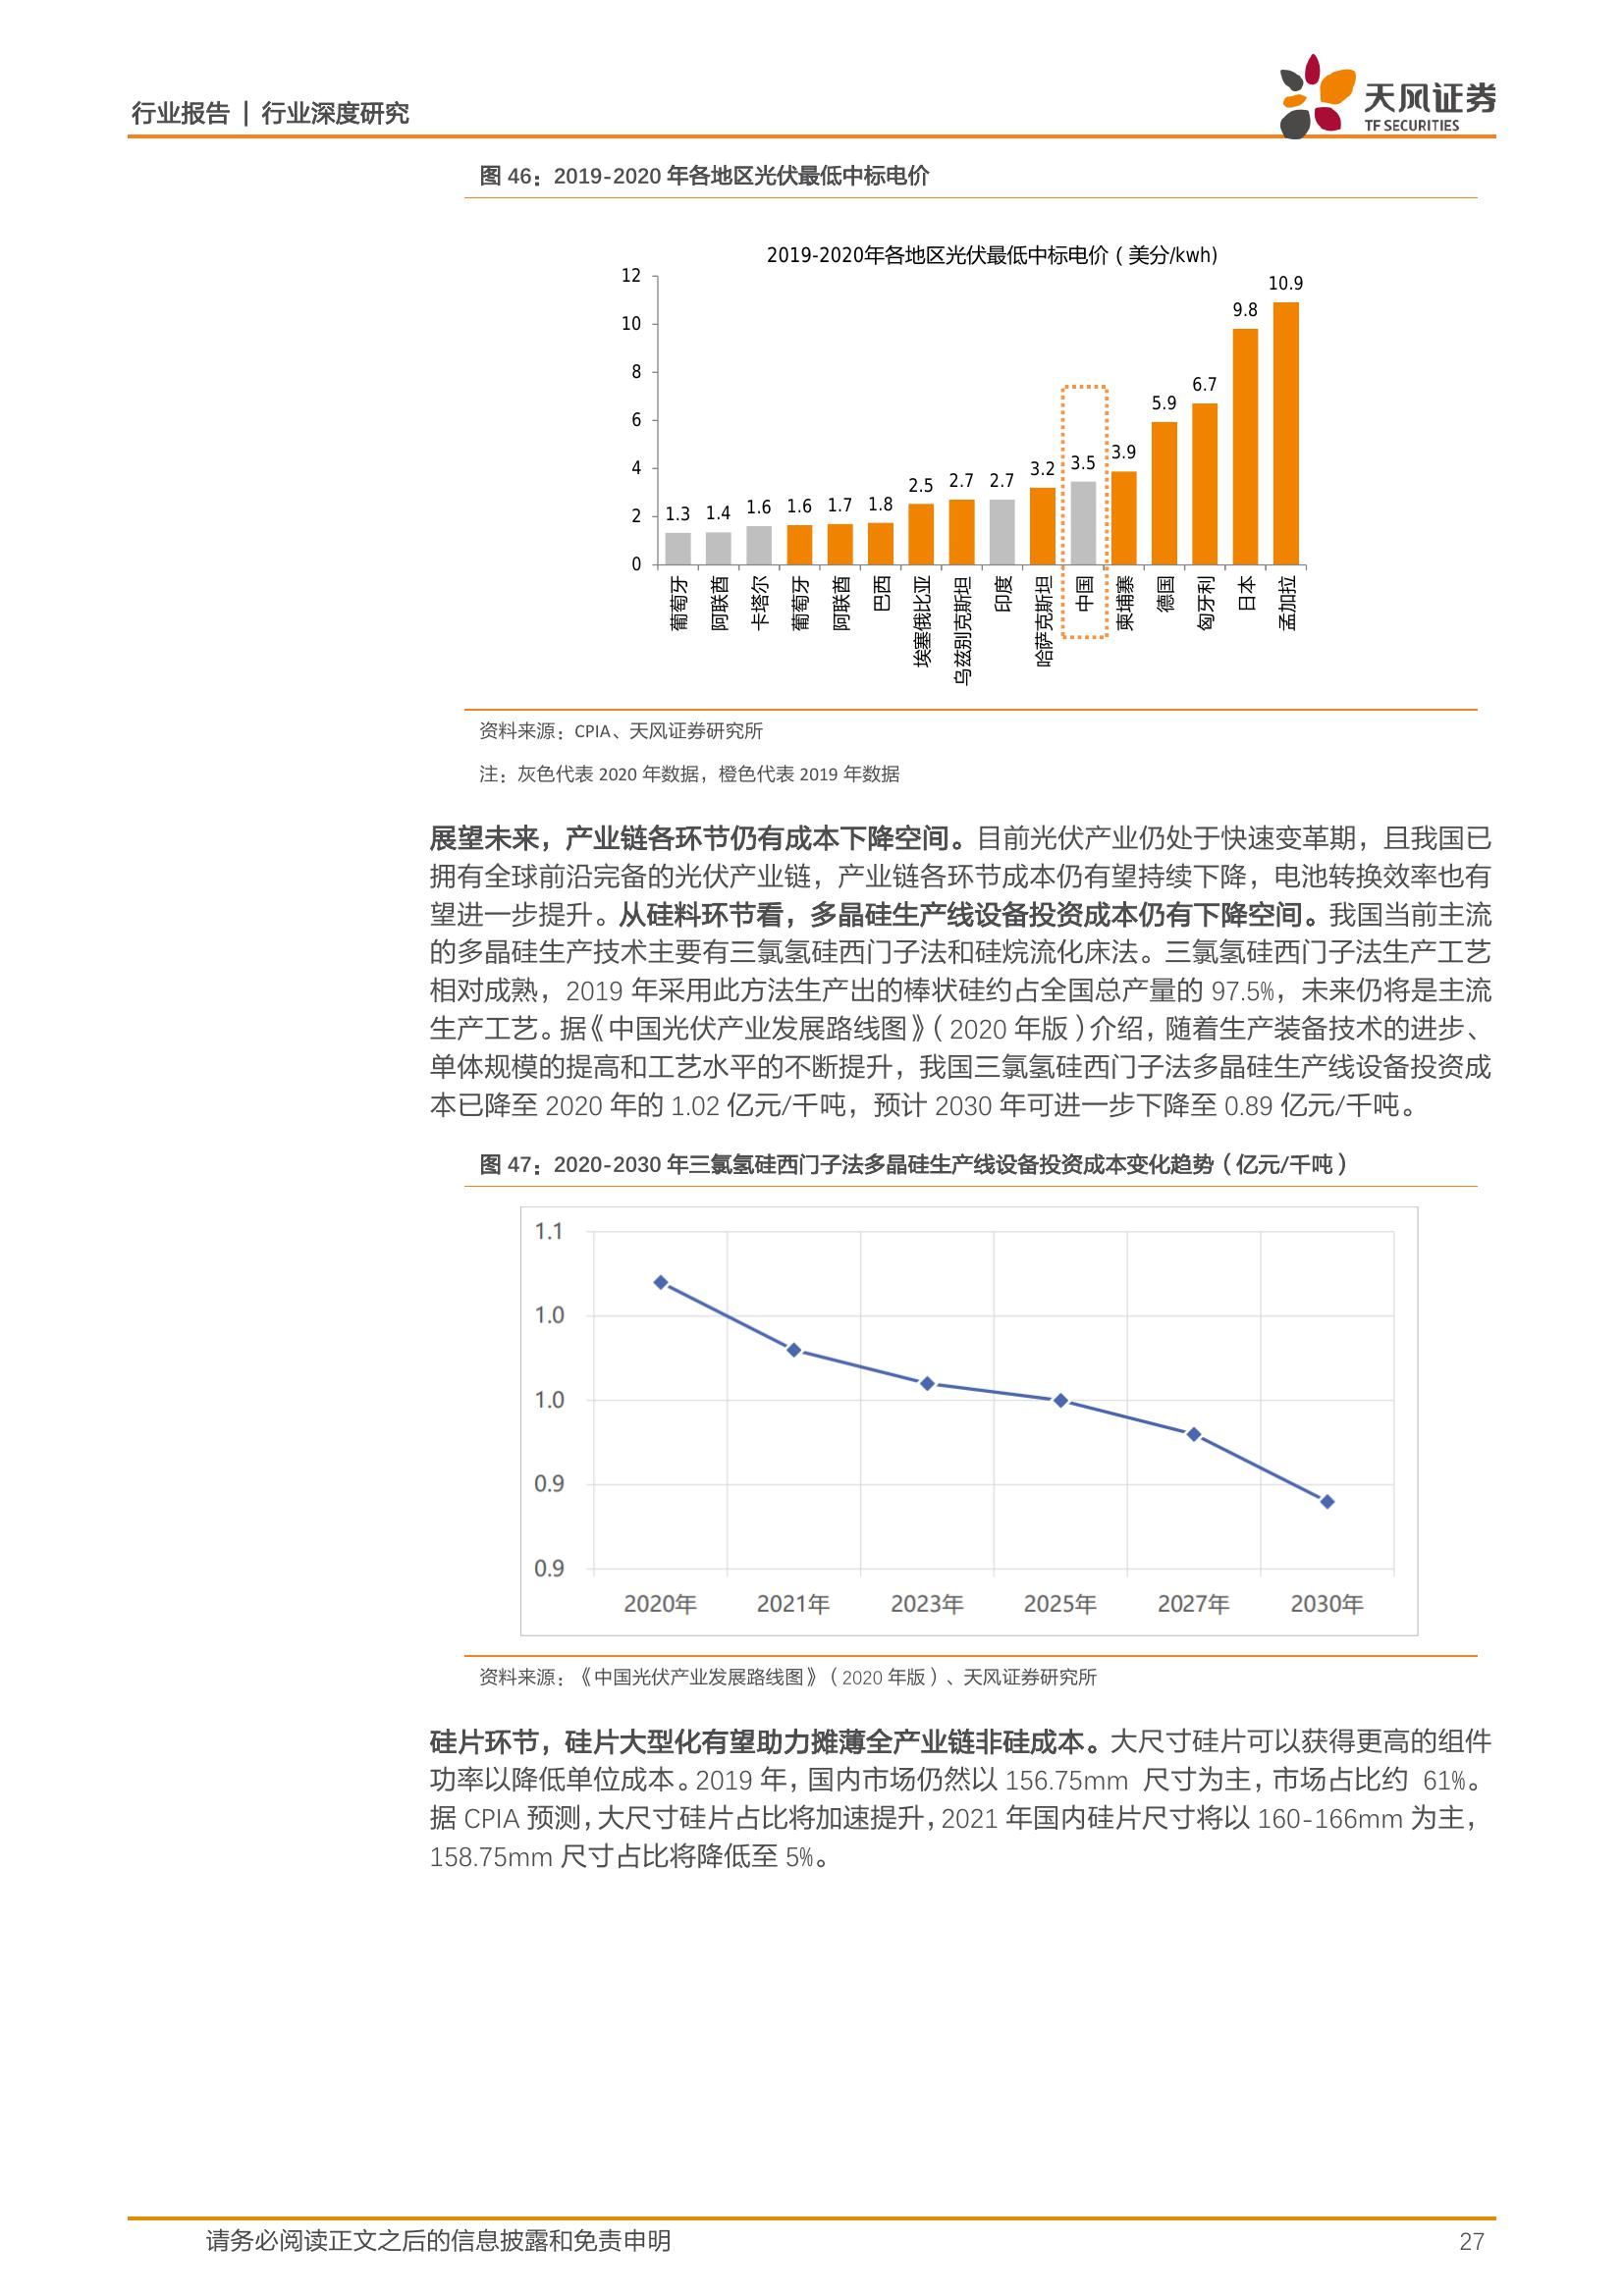 行业报告 | 行业深度研究
天风证券
TF SECURITIES
图 46：2019-2020 年各地区光伏最低中标电价
2019-2020年各地区光伏最低中标电价（美分/kwh)
12
10
8
6
4
2
0
1.3 1.4 1.6 1.6 1.7 1.8 2.5 2.7 2.7 3.2 3.5 3.9 5.9 6.7 9.8 10.9
葡萄牙
阿联酋
卡塔尔
葡萄牙
阿联酋
巴西
埃塞俄比亚
乌兹别克斯坦
印度
哈萨克斯坦
中国
柬埔寨
德国
匈牙利
日本
孟加拉
资料来源：CPIA、天风证券研究所
注：灰色代表 2020 年数据，橙色代表 2019 年数据
展望未来，产业链各环节仍有成本下降空间。目前光伏产业仍处于快速变革期，且我国已
拥有全球前沿完备的光伏产业链，产业链各环节成本仍有望持续下降，电池转换效率也有
望进一步提升。从硅料环节看，多晶硅生产线设备投资成本仍有下降空间。我国当前主流
的多晶硅生产技术主要有三氯氢硅西门子法和硅烷流化床法。三氯氢硅西门子法生产工艺
相对成熟，2019 年采用此方法生产出的棒状硅约占全国总产量的 97.5%，未来仍将是主流
生产工艺。据《中国光伏产业发展路线图》（2020 年版）介绍，随着生产装备技术的进步、
单体规模的提高和工艺水平的不断提升，我国三氯氢硅西门子法多晶硅生产线设备投资成
本已降至 2020 年的 1.02 亿元/千吨，预计 2030 年可进一步下降至 0.89 亿元/千吨。
图 47：2020-2030 年三氯氢硅西门子法多晶硅生产线设备投资成本变化趋势（亿元/千吨）
1.1
1.0
1.0
0.9
0.9
2020年 2021年 2023年 2025年 2027年 2030年
资料来源：《中国光伏产业发展路线图》（2020 年版）、天风证券研究所
硅片环节，硅片大型化有望助力摊薄全产业链非硅成本。大尺寸硅片可以获得更高的组件
功率以降低单位成本。2019 年，国内市场仍然以 156.75mm 尺寸为主，市场占比约 61%。
据 CPIA 预测，大尺寸硅片占比将加速提升，2021 年国内硅片尺寸将以 160-166mm 为主，
158.75mm 尺寸占比将降低至 5%。
请务必阅读正文之后的信息披露和免责申明
27